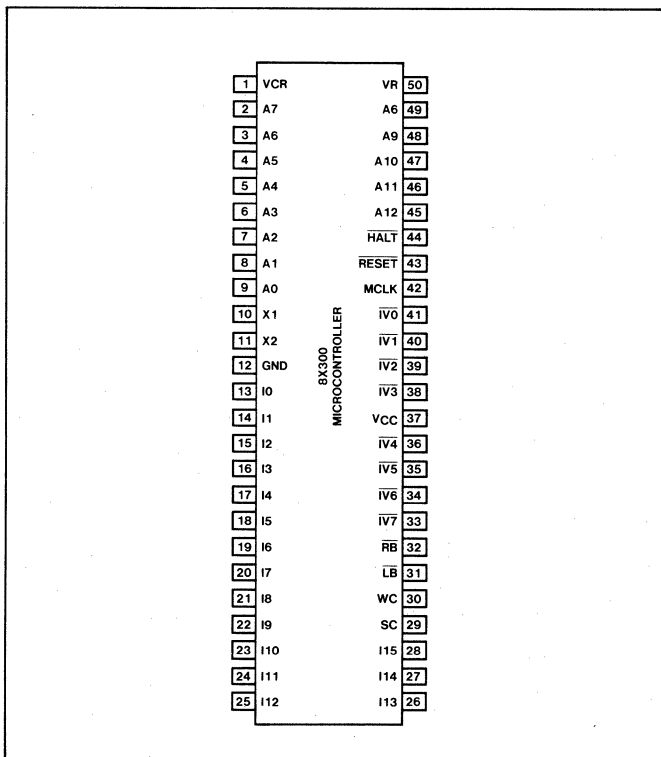 1 VCR VR 50
2 A7 A6 49
3 A6 A9 48
4 A5 A10 47
5 A4 A11 46
6 A3 A12 45
7 A2 HALT 44
8 A1 RESET 43
9 A0 MCLK 42
10 X1 IV0 41
11 X2 IV1 40
12 GND IV2 39
13 I0 IV3 38
14 I1 VCC 37
15 I2 IV4 36
16 I3 IV5 35
17 I4 IV6 34
18 I5 IV7 33
19 I6 RB 32
20 I7 LB 31
21 I8 WC 30
22 I9 SC 29
23 I10 I15 28
24 I11 I14 27
25 I12 I13 26
8X300
MICROCONTROLLER